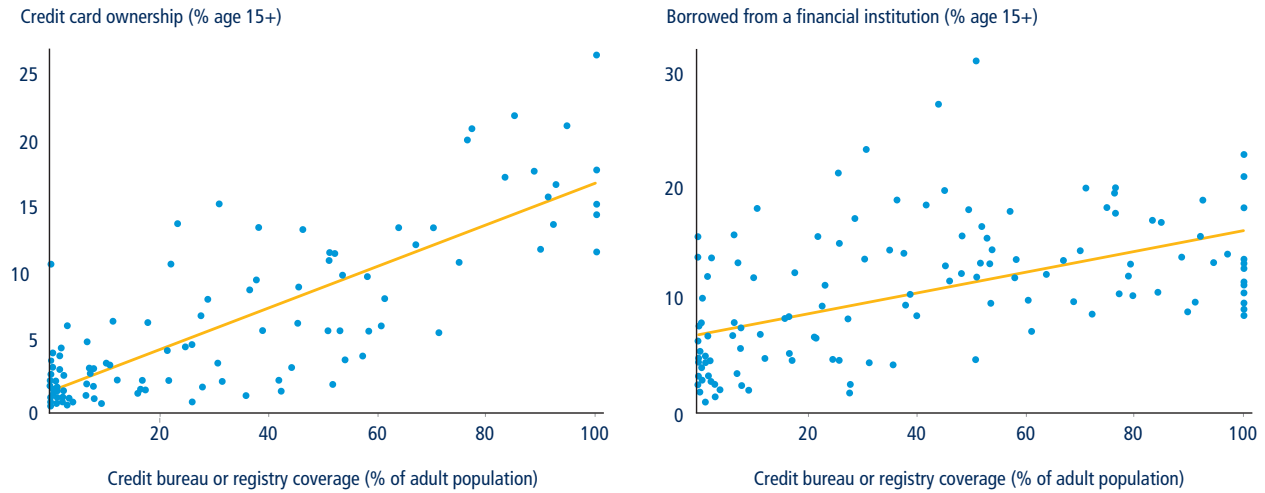 Credit card ownership (% age 15+)
25
20
15
10
5
0
20 40 60 80 100
Credit bureau or registry coverage (% of adult population)
Borrowed from a financial institution (% age 15+)
30
20
10
0
20 40 60 80 100
Credit bureau or registry coverage (% of adult population)